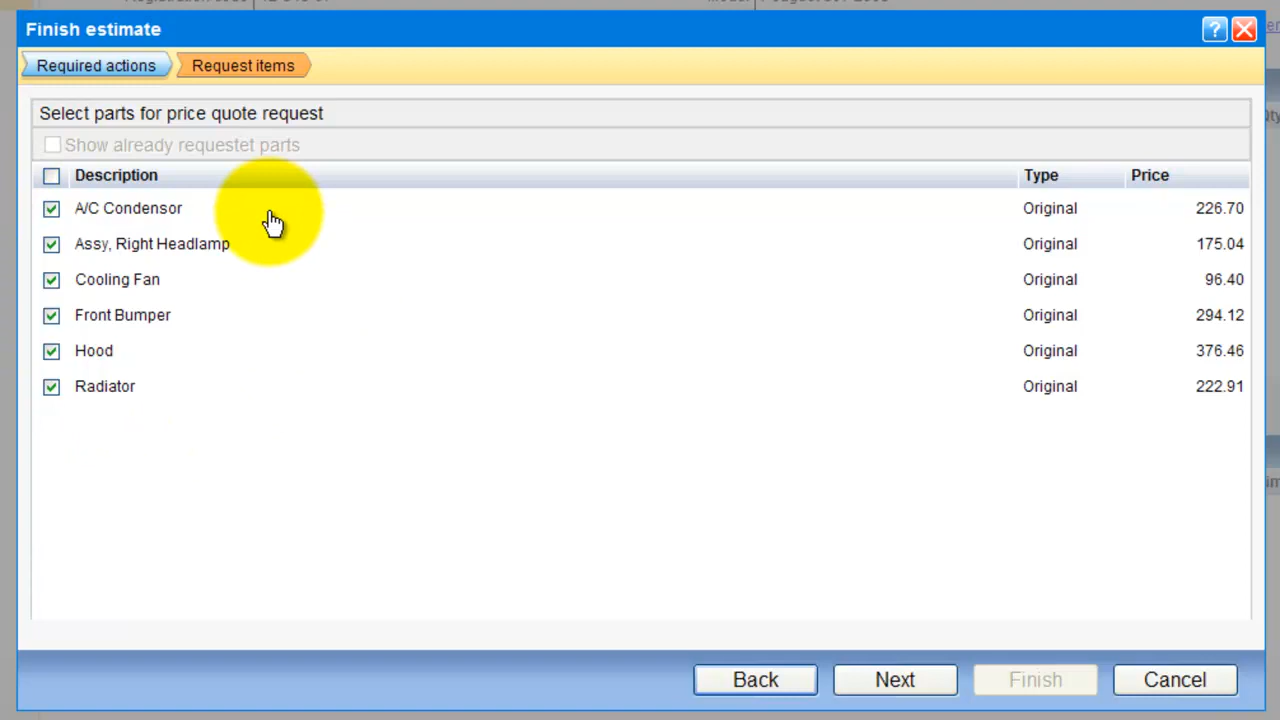 Finish estimate
?
Required actions Request items
Select parts for price quote request
Show already requestet parts
Description Type Price
A/C Condensor Original 226.70
Assy, Right Headlamp Original 175.04
Cooling Fan Original 96.40
Front Bumper Original 294.12
Hood Original 376.46
Radiator Original 222.91
Back Next Finish Cancel